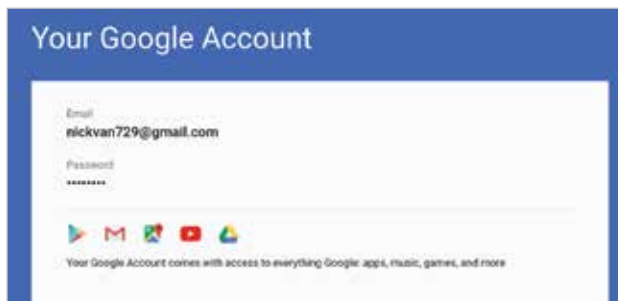 Your Google Account
Email
nickvan729@gmail.com
Password
••••••••
Your Google Account comes with access to everything Google: apps, music, games, and more